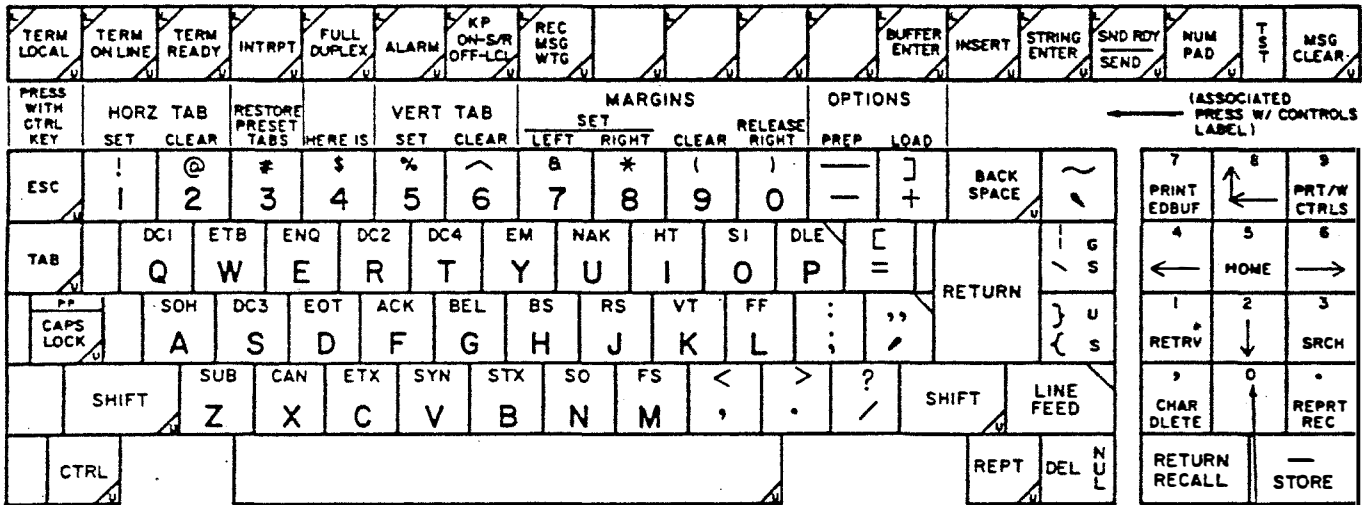 TERM LOCAL
TERM ON LINE
TERM READY
INTRPT
FULL DUPLEX
ALARM
KP ON-S/R OFF-LCL
REC MSG WTG
BUFFER ENTER
INSERT
STRING ENTER
SND RDY SEND
NUM PAD
TST
MSG CLEAR
PRESS WITH CTRL KEY
HORZ TAB
SET CLEAR
RESTORE PRESET TABS
HERE IS
VERT TAB
SET CLEAR
MARGINS
SET
LEFT RIGHT
CLEAR
RELEASE RIGHT
OPTIONS
PREP LOAD
(ASSOCIATED PRESS W/ CONTROLS LABEL)
ESC
! 1
@ 2
# 3
$ 4
% 5
^ 6
& 7
* 8
( 9
) 0
— –
] +
BACK SPACE
~ `
TAB
DC1 Q
ETB W
ENQ E
DC2 R
DC4 T
EM Y
NAK U
HT I
SI O
DLE P
[ =
RETURN
¦ \ G S
PP
CAPS LOCK
SOH A
DC3 S
EOT D
ACK F
BEL G
BS H
RS J
VT K
FF L
: ;
" '
} { U S
SHIFT
SUB Z
CAN X
ETX C
SYN V
STX B
SO N
FS M
< ,
> .
? /
SHIFT
LINE FEED
CTRL
REPT
DEL NUL
7 PRINT EDBUF
8
9 PRT/W CTRLS
4 ←
5 HOME
6 →
1 RETRV*
2 ↓
3 SRCH
, CHAR DLETE
0
. REPRT REC
RETURN RECALL
— STORE